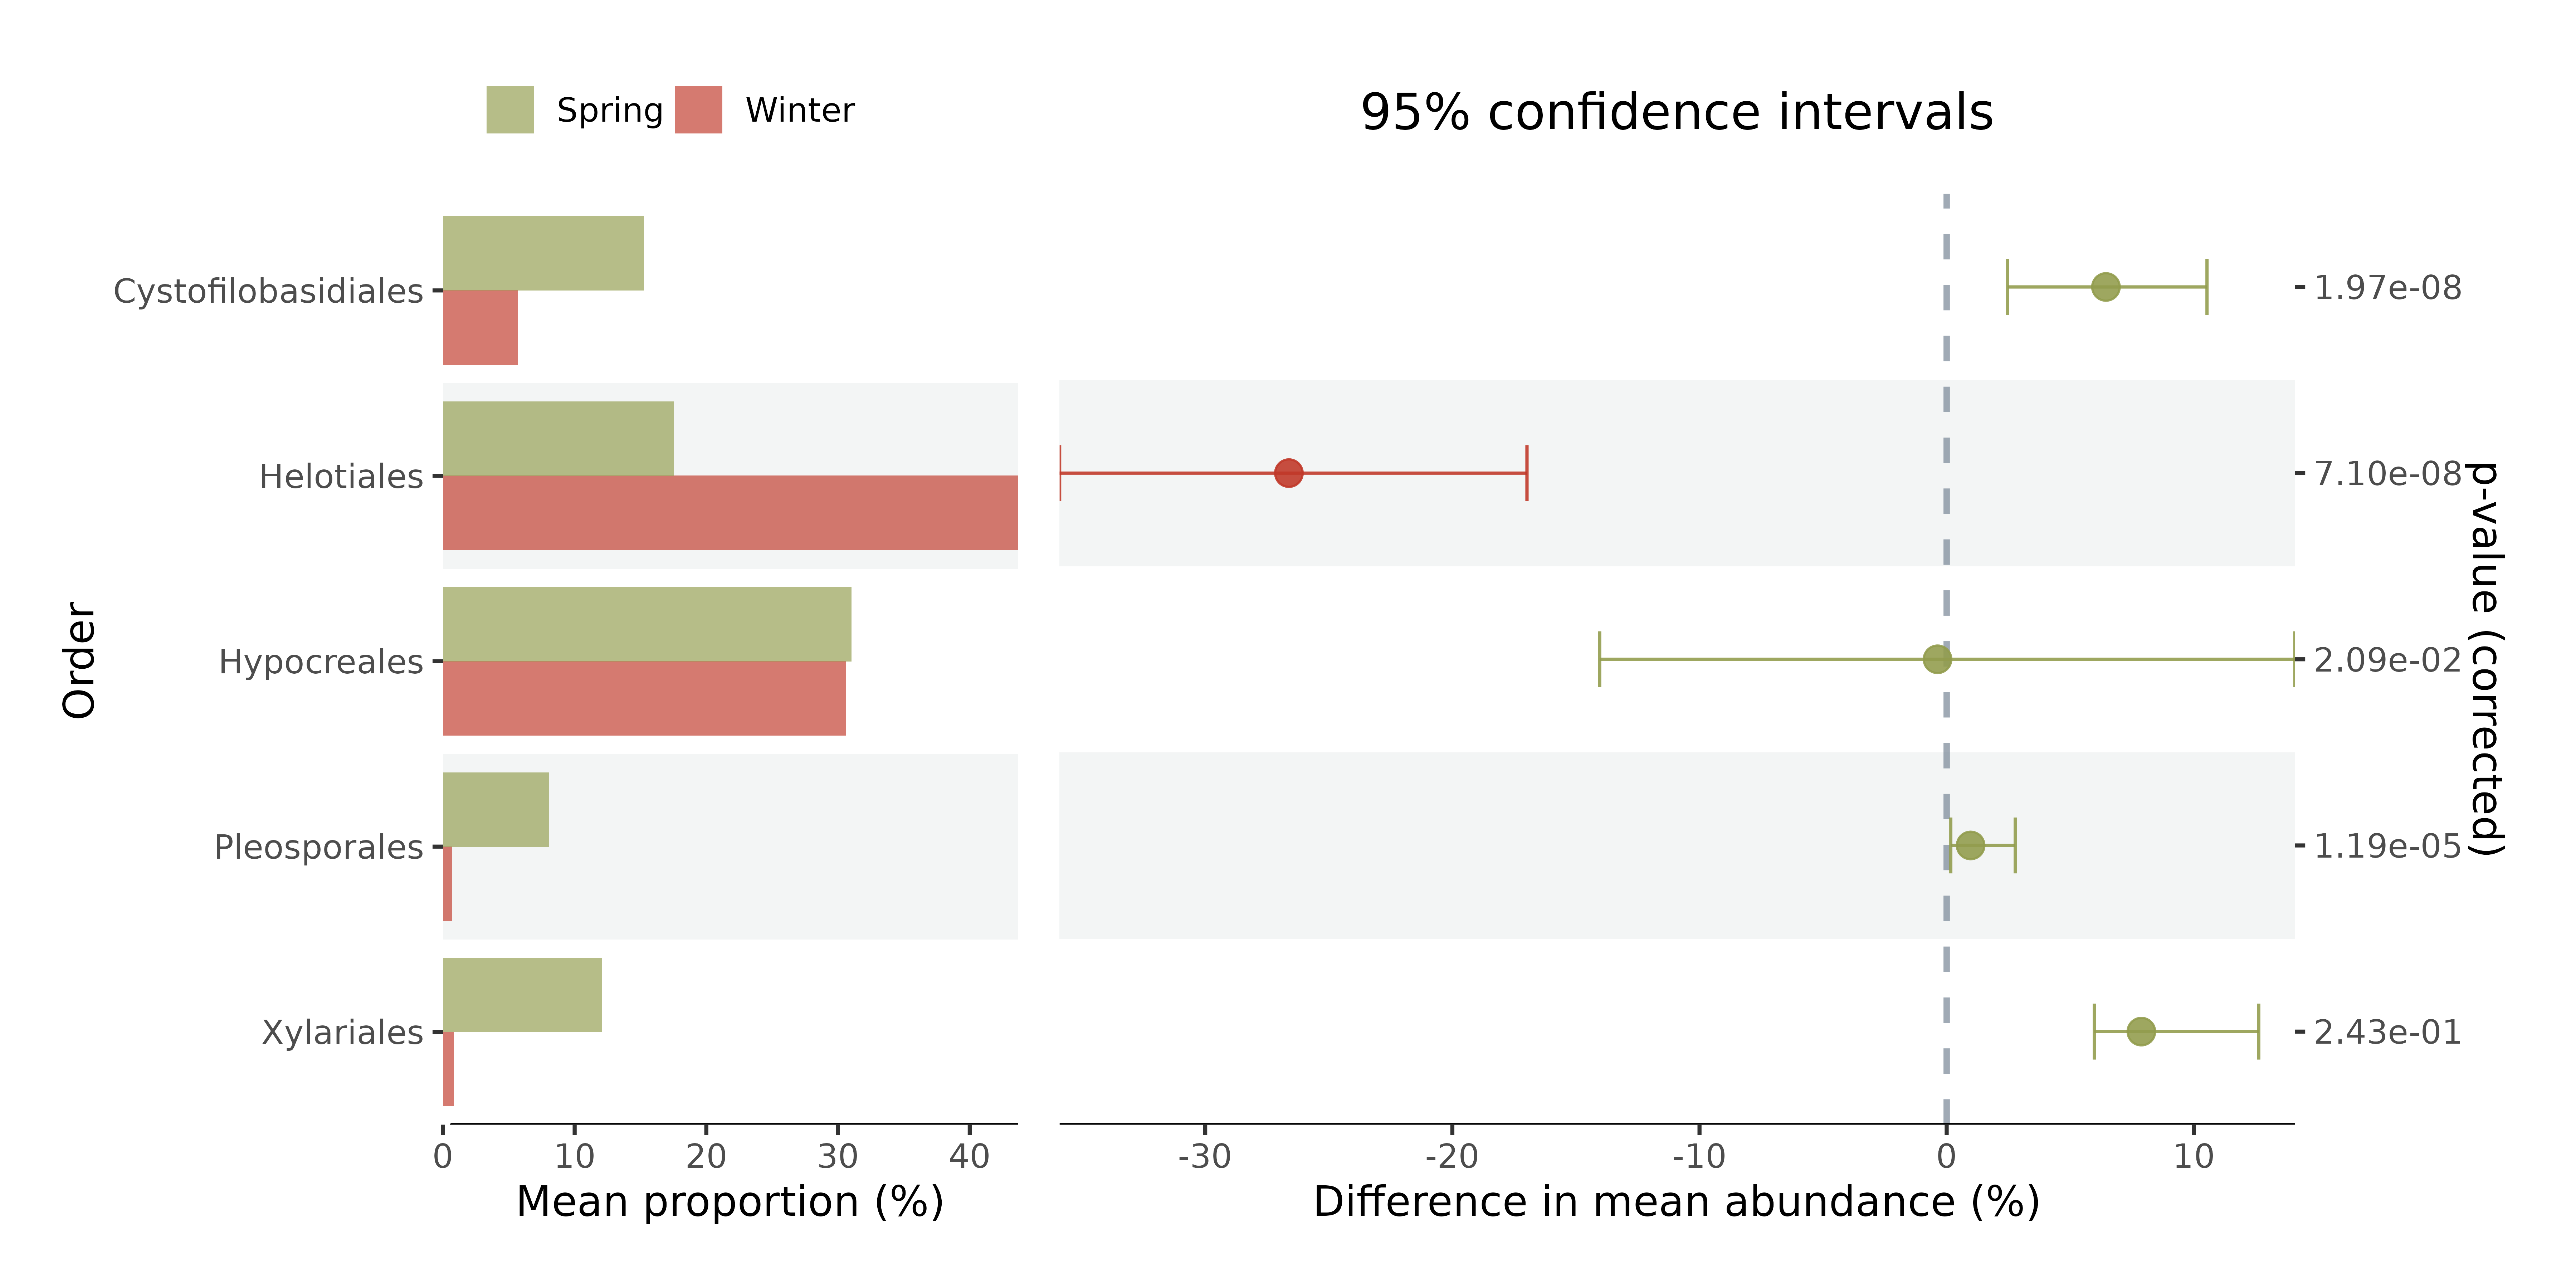 Spring Winter
95% confidence intervals
Order
Cystofilobasidiales
Helotiales
Hypocreales
Pleosporales
Xylariales
0 10 20 30 40
Mean proportion (%)
-30 -20 -10 0 10
Difference in mean abundance (%)
1.97e-08
7.10e-08
2.09e-02
1.19e-05
2.43e-01
p-value (corrected)